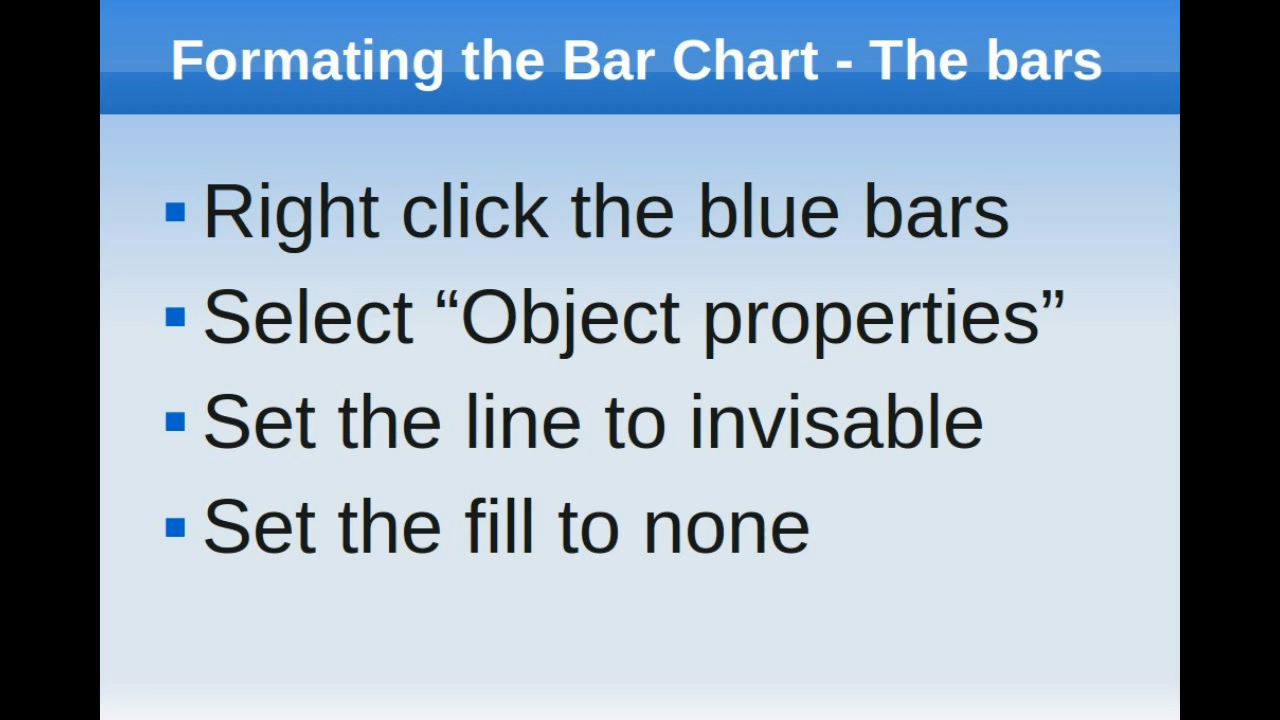 Formating the Bar Chart - The bars
Right click the blue bars
Select “Object properties”
Set the line to invisable
Set the fill to none